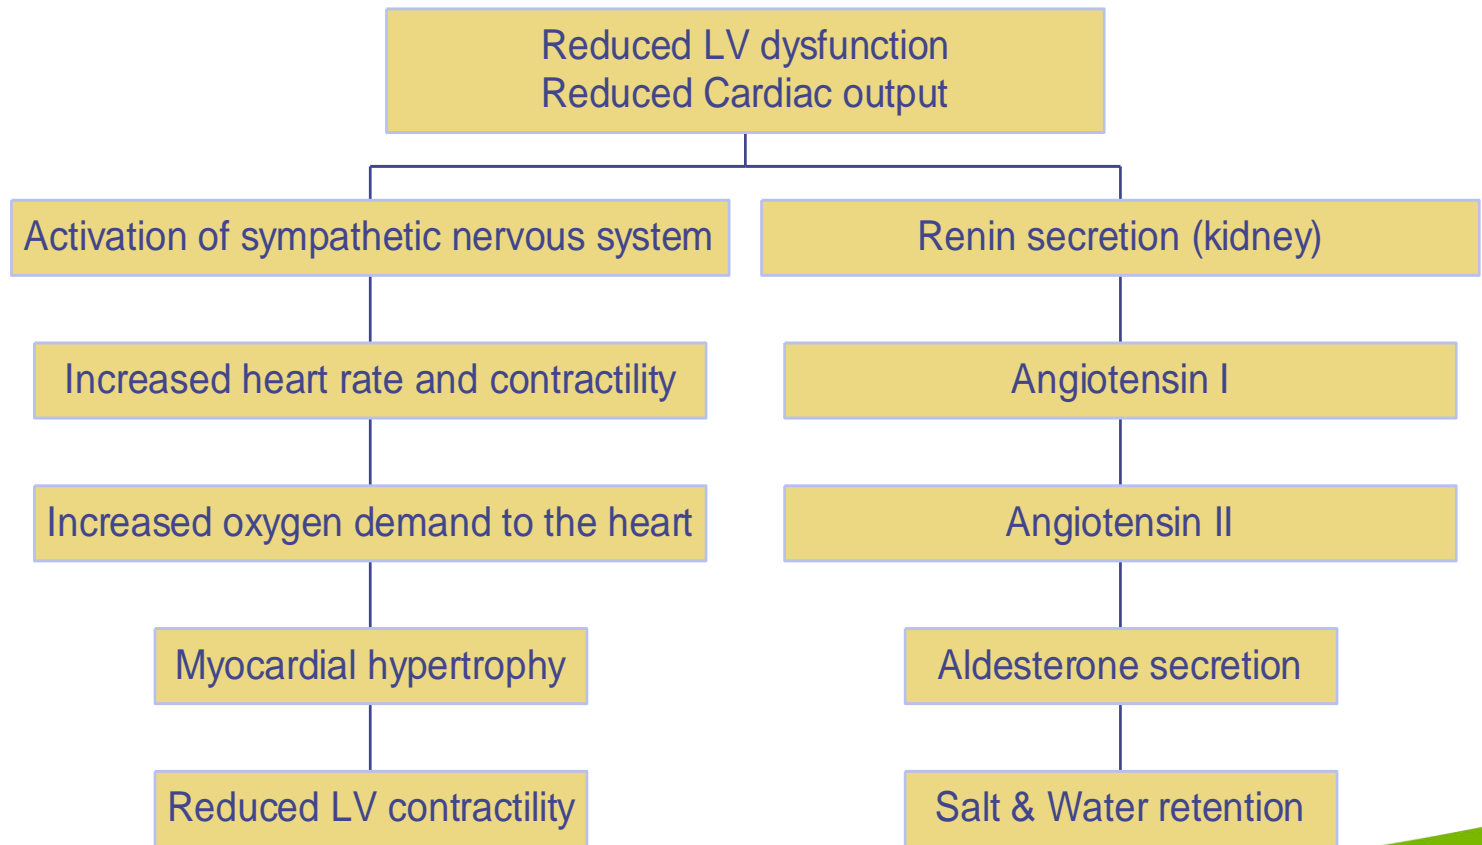 Reduced LV dysfunction
Reduced Cardiac output
Activation of sympathetic nervous system
Renin secretion (kidney)
Increased heart rate and contractility
Angiotensin I
Increased oxygen demand to the heart
Angiotensin II
Myocardial hypertrophy
Aldesterone secretion
Reduced LV contractility
Salt & Water retention